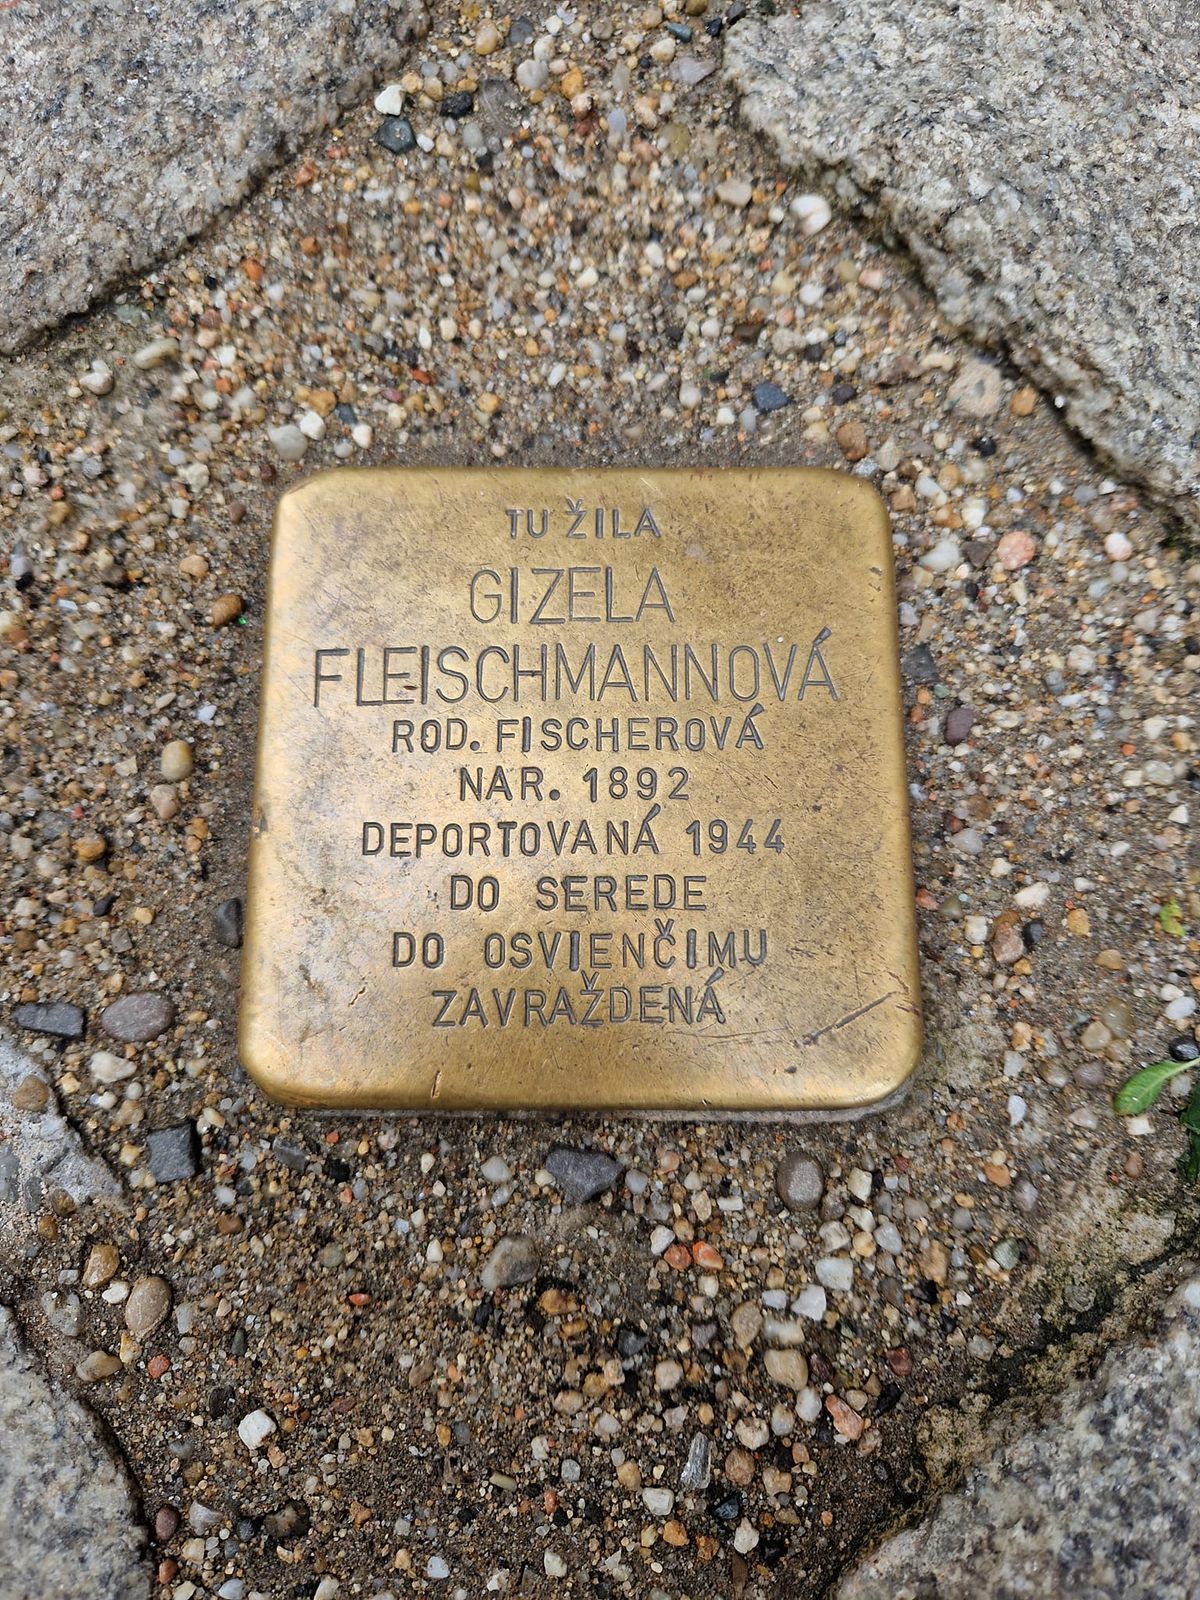 TU ŽILA
GIZELA
FLEISCHMANNOVÁ
ROD. FISCHEROVÁ
NAR. 1892
DEPORTOVANÁ 1944
DO SEREDE
DO OSVIENČIMU
ZAVRAŽDENÁ